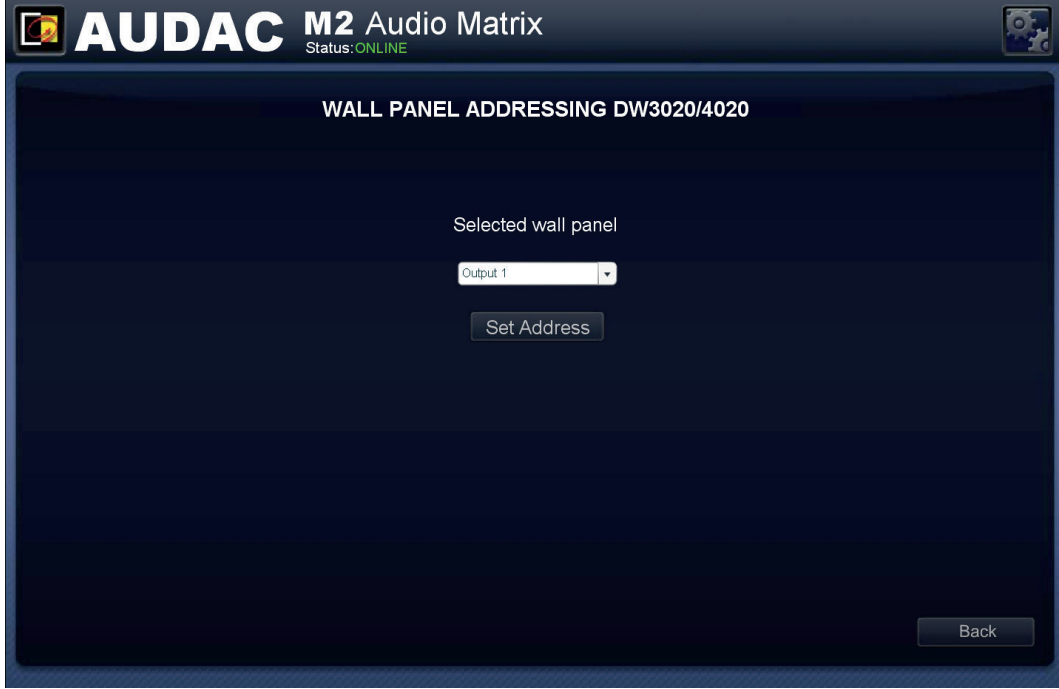 AUDAC M2 Audio Matrix
Status:ONLINE
WALL PANEL ADDRESSING DW3020/4020
Selected wall panel
Output 1
Set Address
Back